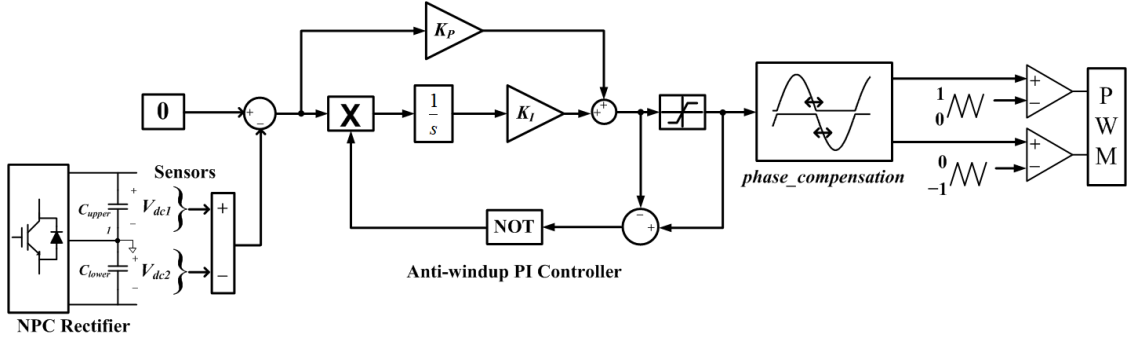 K_P
0
+
−
X
1
s
K_I
+
+
phase_compensation
1
0
+
−
0
−1
+
−
P
W
M
Sensors
C_upper
+
−
1
V_dc1
+
−
C_lower
+
−
V_dc2
NPC Rectifier
NOT
−
+
Anti-windup PI Controller